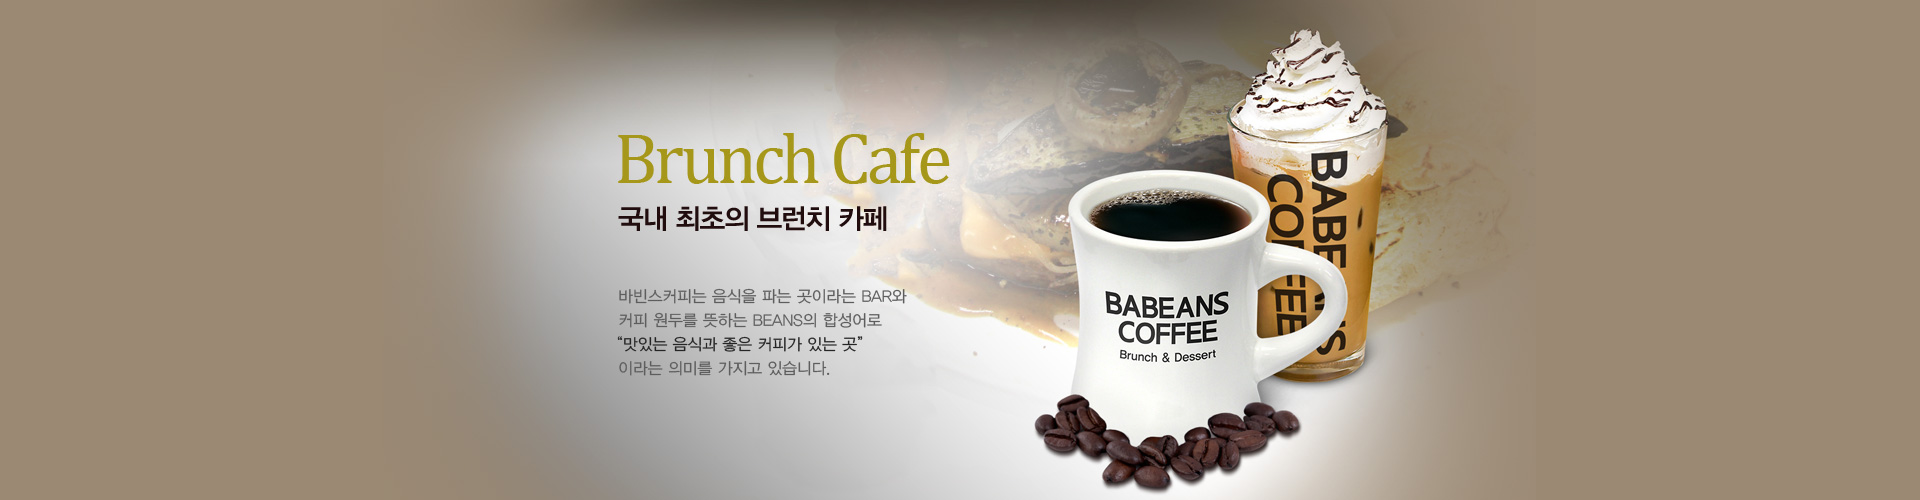 Brunch Cafe
국내 최초의 브런치 카페
바빈스커피는 음식을 파는 곳이라는 BAR와
커피 원두를 뜻하는 BEANS의 합성어로
“맛있는 음식과 좋은 커피가 있는 곳”
이라는 의미를 가지고 있습니다.
BABEANS
COFFEE
Brunch & Dessert
BABEANS
COFFEE